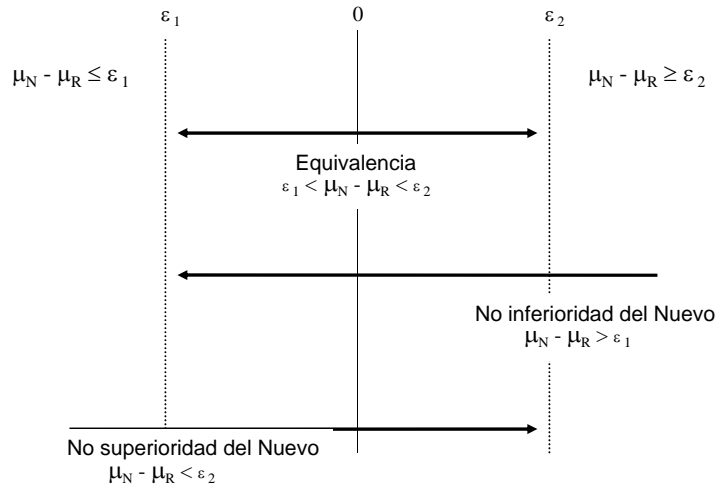 ε1 0 ε2
μN - μR ≤ ε1 μN - μR ≥ ε2
Equivalencia
ε1 < μN - μR < ε2
No inferioridad del Nuevo
μN - μR > ε1
No superioridad del Nuevo
μN - μR < ε2